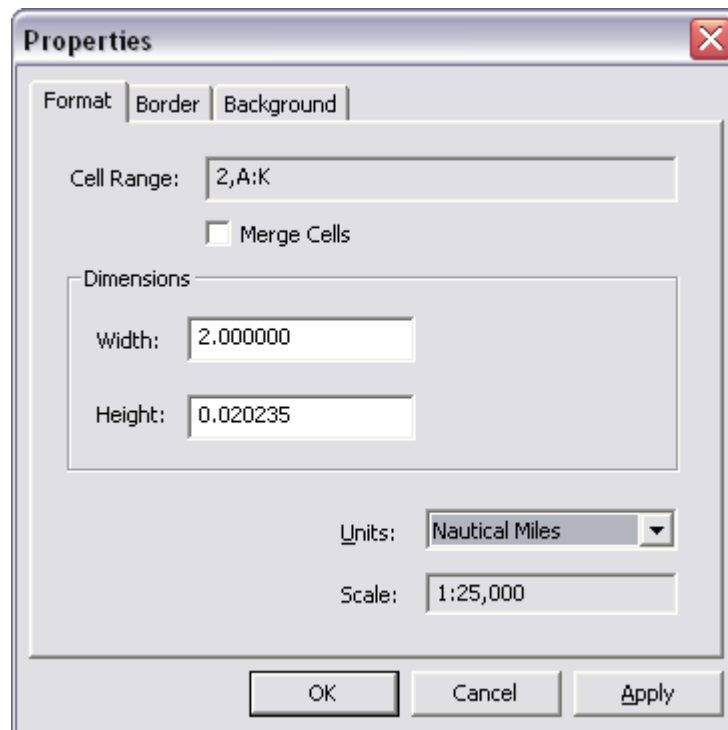 Properties
Format Border Background
Cell Range: 2,A:K
Merge Cells
Dimensions
Width: 2.000000
Height: 0.020235
Units: Nautical Miles
Scale: 1:25,000
OK Cancel Apply